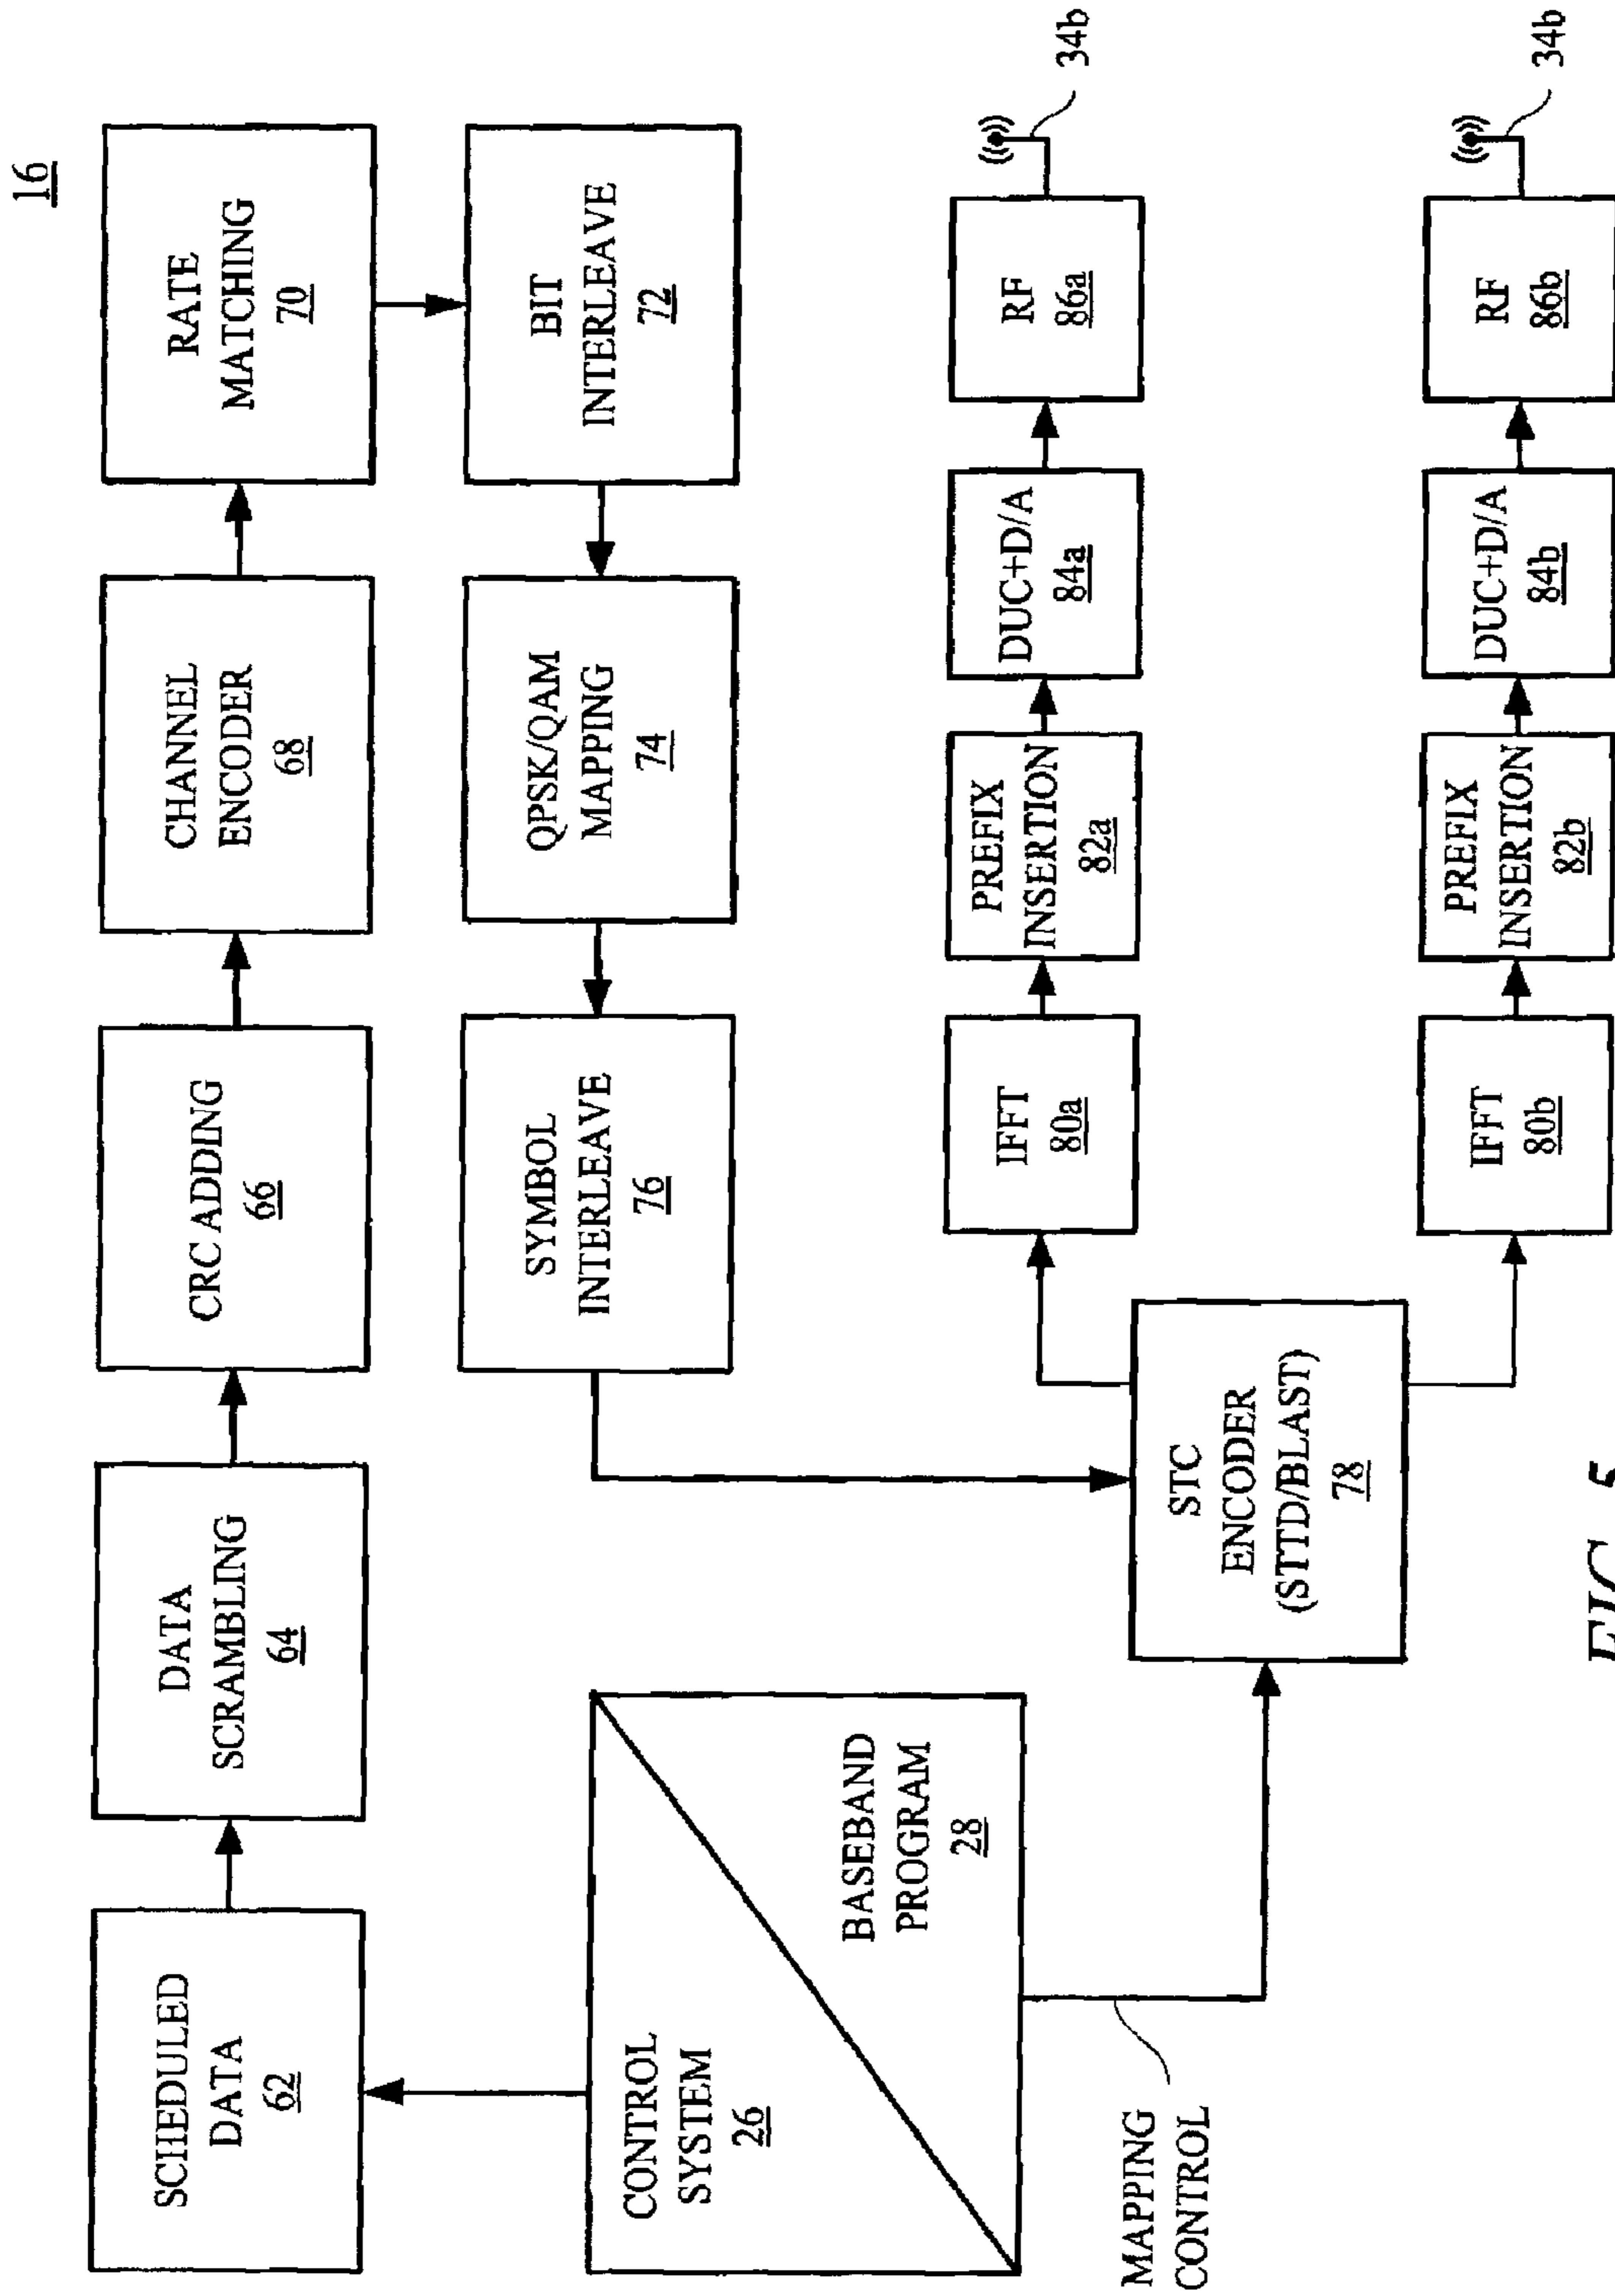 16
SCHEDULED
DATA
62
DATA
SCRAMBLING
64
CRC ADDING
66
CHANNEL
ENCODER
68
RATE
MATCHING
70
BIT
INTERLEAVE
72
QPSK/QAM
MAPPING
74
SYMBOL
INTERLEAVE
76
CONTROL
SYSTEM
26
BASEBAND
PROGRAM
28
MAPPING
CONTROL
STC
ENCODER
(STTD/BLAST)
78
IFFT
80a
PREFIX
INSERTION
82a
DUC+D/A
84a
RF
86a
34b
IFFT
80b
PREFIX
INSERTION
82b
DUC+D/A
84b
RF
86b
34b
FIG. 5